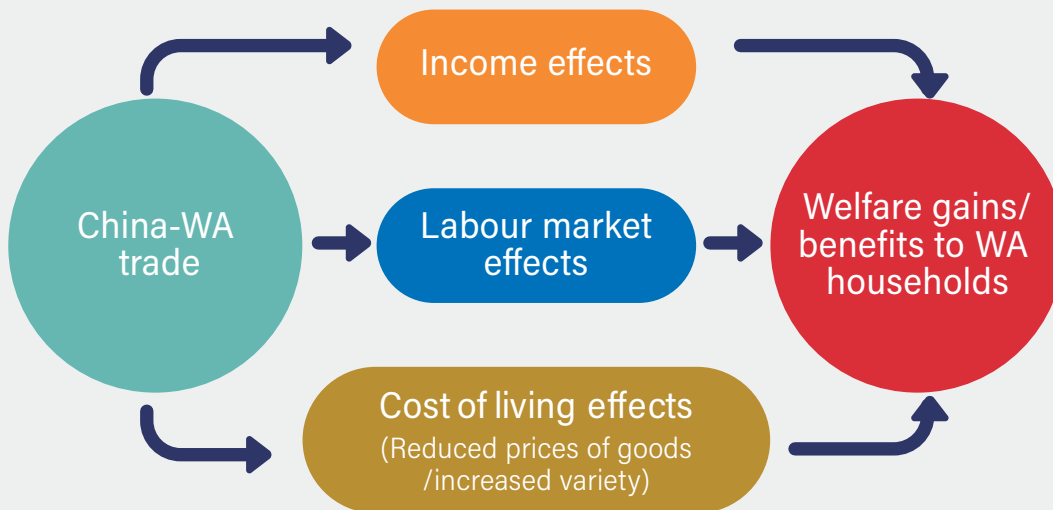 Income effects
China-WA
trade
Labour market
effects
Welfare gains/
benefits to WA
households
Cost of living effects
(Reduced prices of goods
/increased variety)